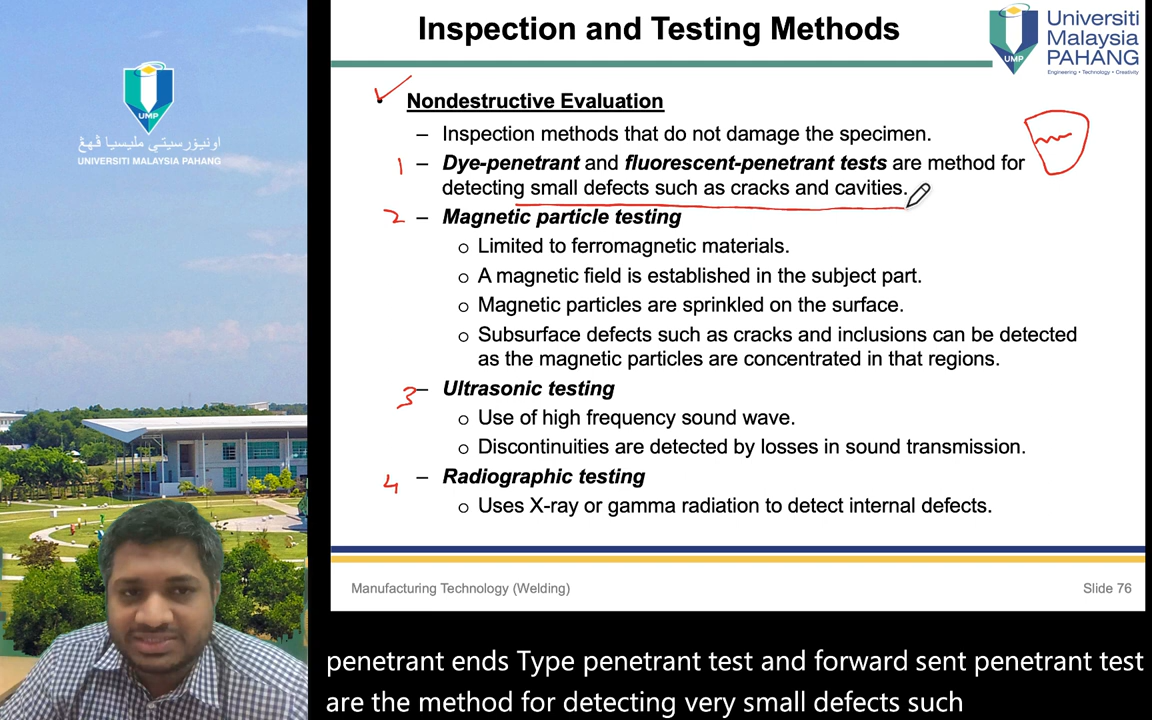 Inspection and Testing Methods
Universiti
Malaysia
PAHANG
Engineering • Technology • Creativity
UMP
UMP
اونيۏرسيتي مليسيا ڤهڠ
UNIVERSITI MALAYSIA PAHANG
• Nondestructive Evaluation
– Inspection methods that do not damage the specimen.
1 – Dye-penetrant and fluorescent-penetrant tests are method for
detecting small defects such as cracks and cavities.
2 – Magnetic particle testing
o Limited to ferromagnetic materials.
o A magnetic field is established in the subject part.
o Magnetic particles are sprinkled on the surface.
o Subsurface defects such as cracks and inclusions can be detected
as the magnetic particles are concentrated in that regions.
3 – Ultrasonic testing
o Use of high frequency sound wave.
o Discontinuities are detected by losses in sound transmission.
4 – Radiographic testing
o Uses X-ray or gamma radiation to detect internal defects.
Manufacturing Technology (Welding)
Slide 76
penetrant ends Type penetrant test and forward sent penetrant test
are the method for detecting very small defects such